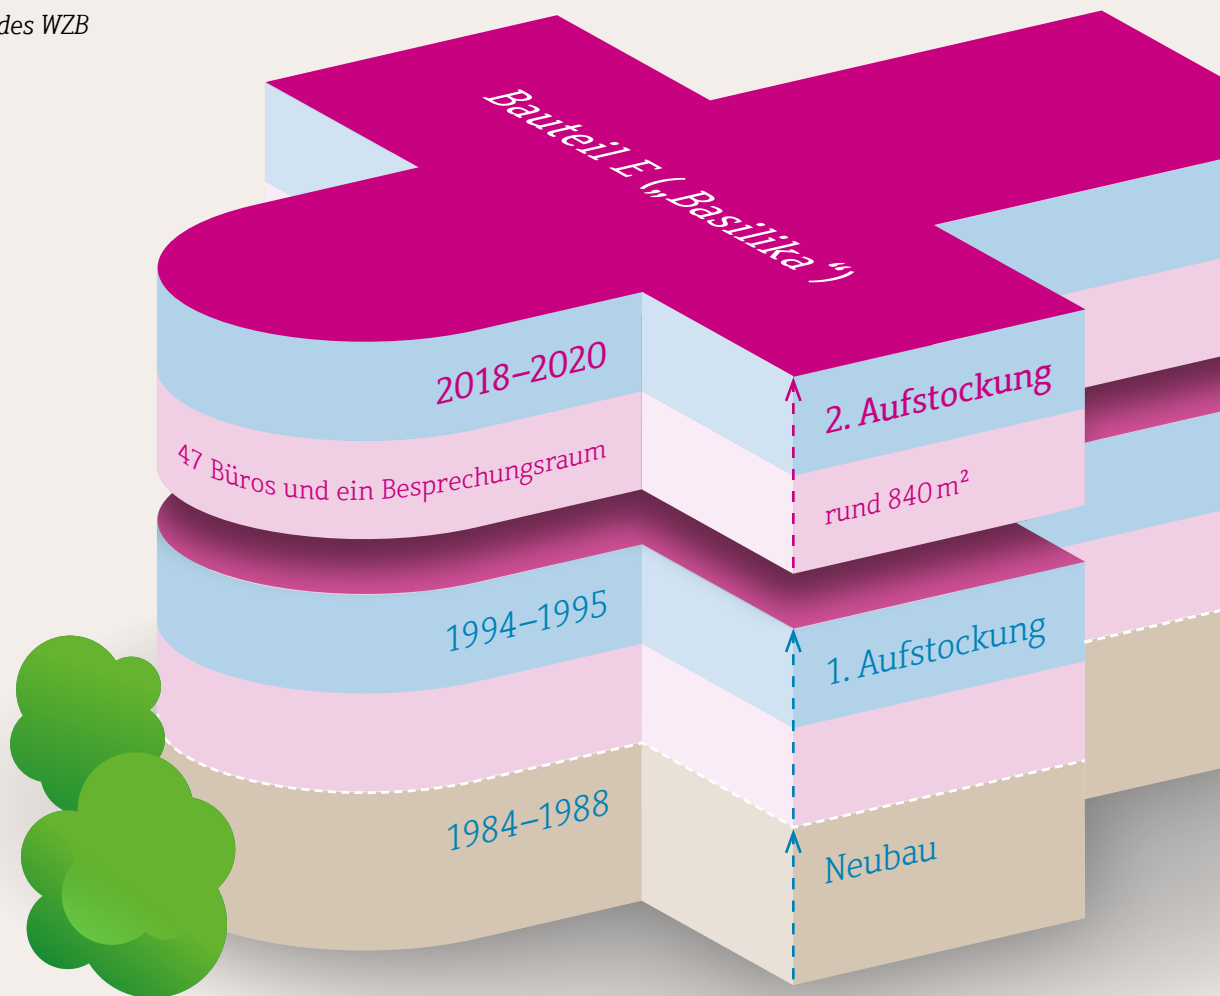 des WZB
Bauteil E („Basilika“)
2018–2020
2. Aufstockung
47 Büros und ein Besprechungsraum
rund 840 m²
1994–1995
1. Aufstockung
1984–1988
Neubau